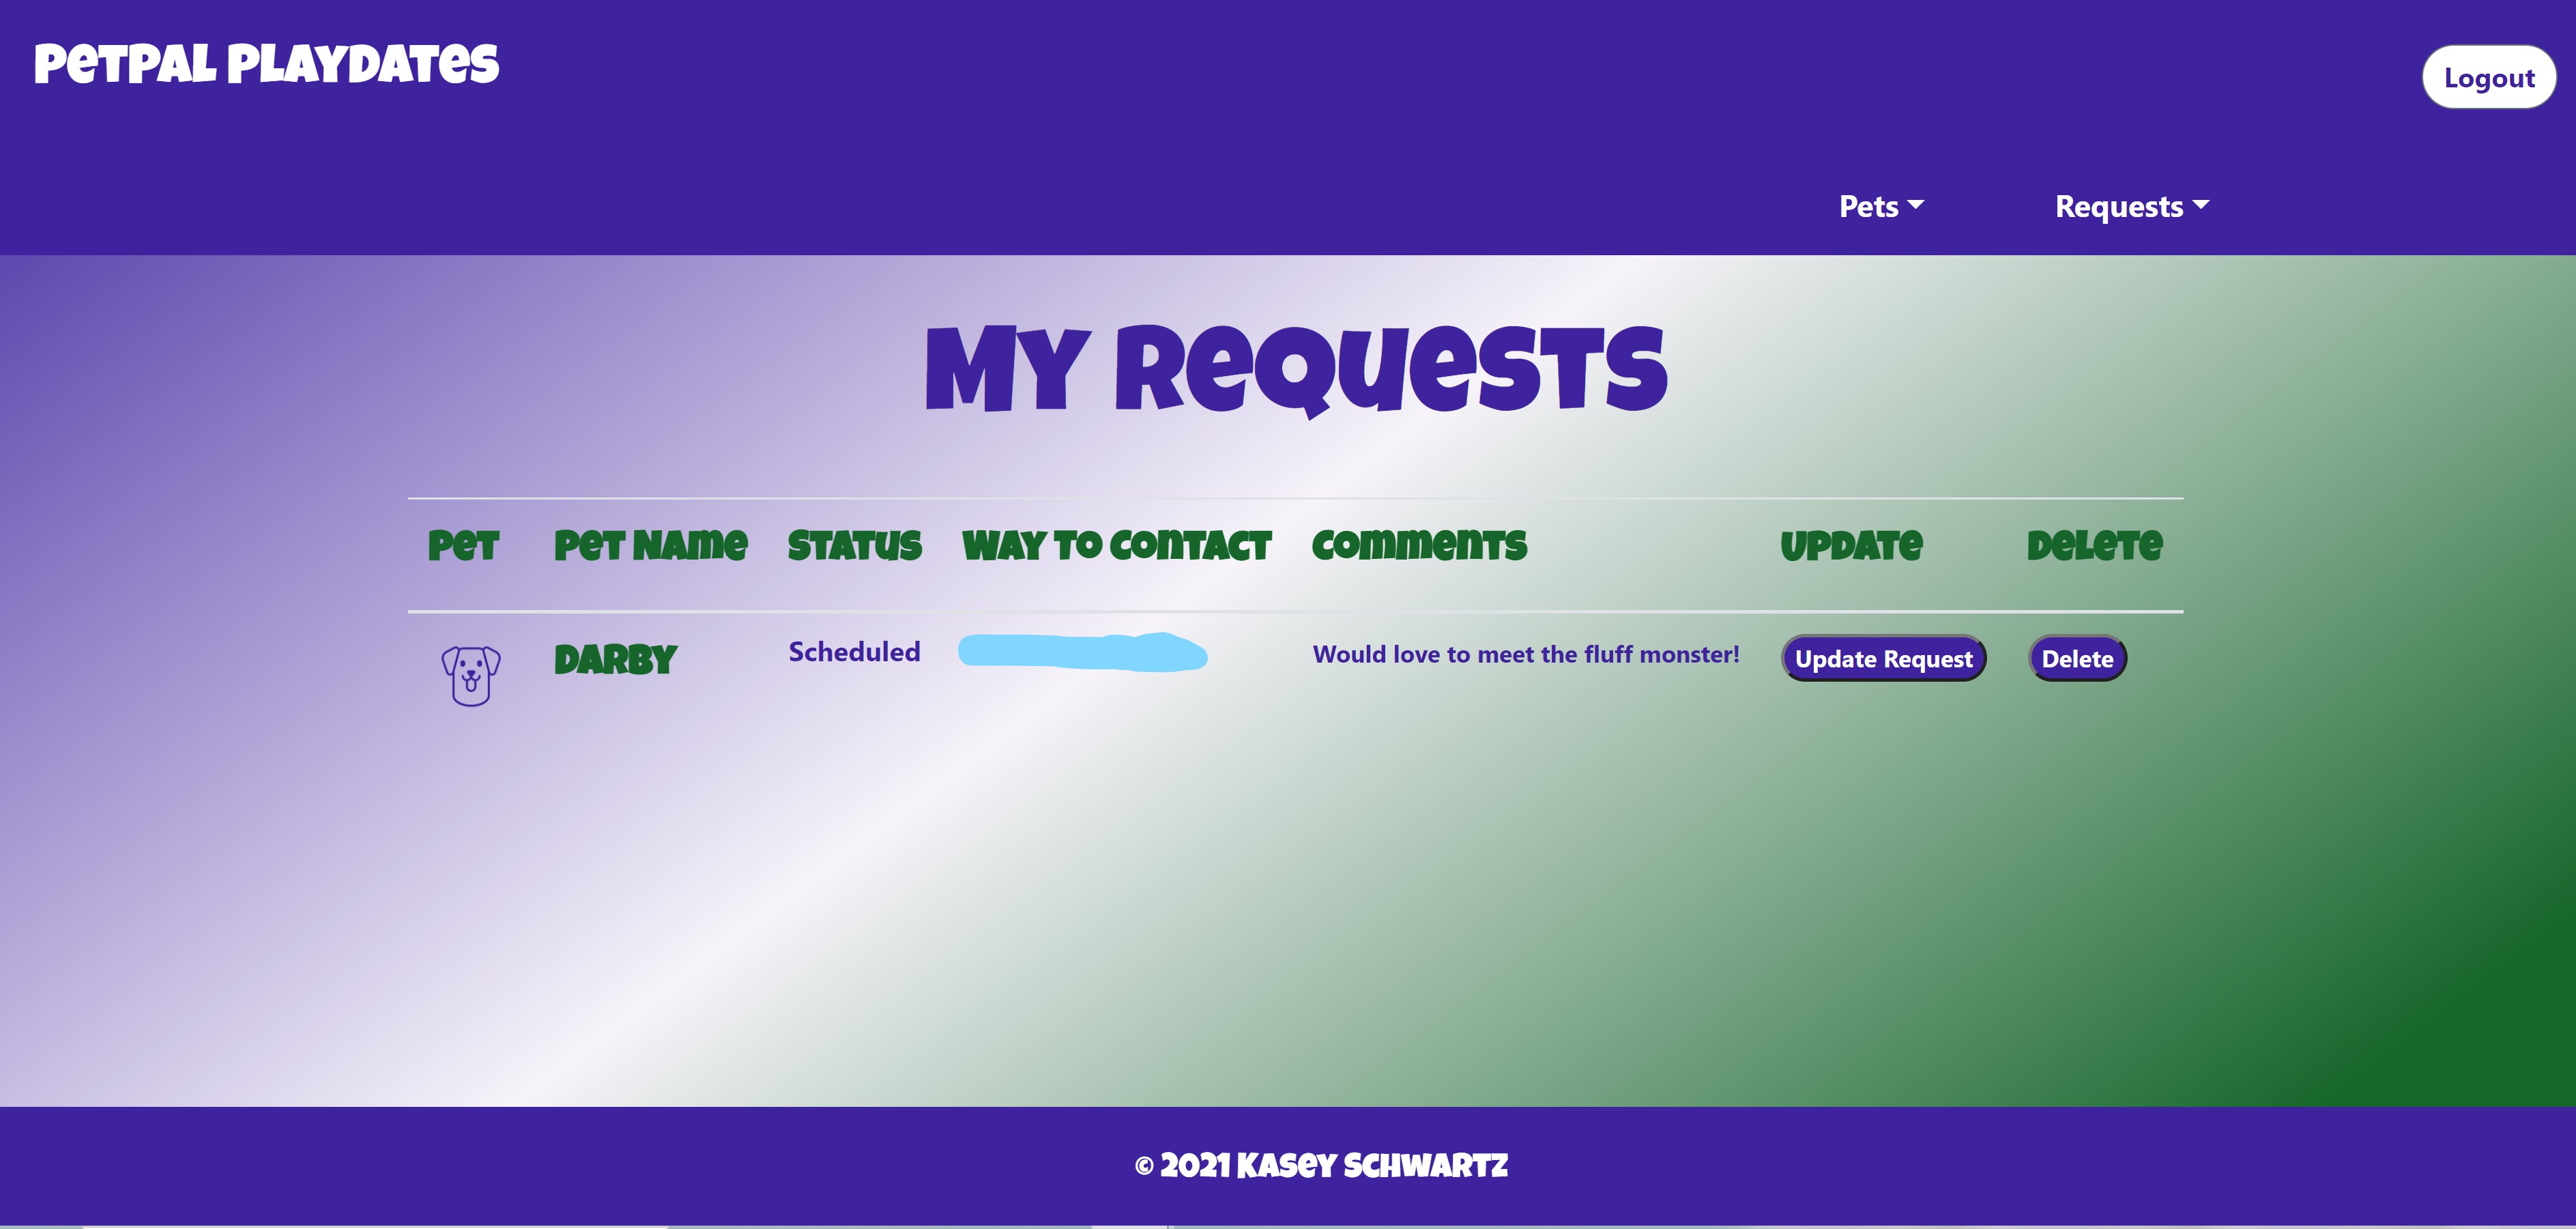 PetPal Playdates
Logout
Pets
Requests
My Requests
Pet Pet Name Status Way to Contact Comments Update Delete
Darby Scheduled Would love to meet the fluff monster! Update Request Delete
© 2021 Kasey Schwartz